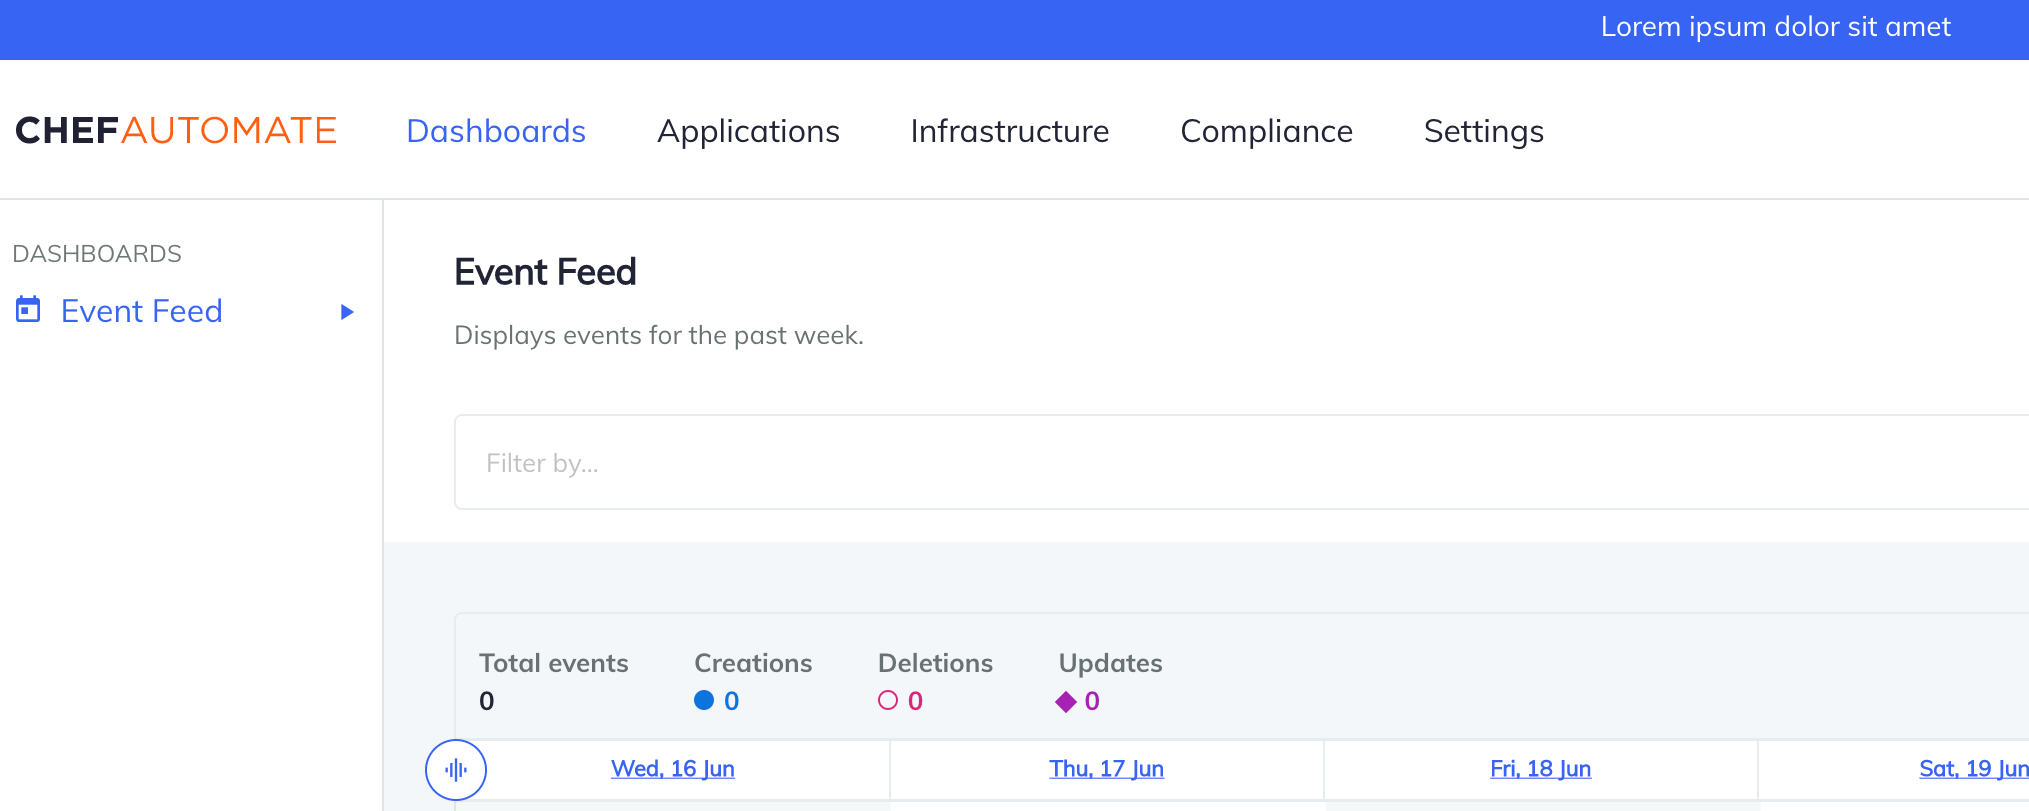 Lorem ipsum dolor sit amet
CHEFAUTOMATE Dashboards Applications Infrastructure Compliance Settings
DASHBOARDS
Event Feed
Event Feed
Displays events for the past week.
Filter by...
Total events Creations Deletions Updates
0 0 0 0
Wed, 16 Jun Thu, 17 Jun Fri, 18 Jun Sat, 19 Jun